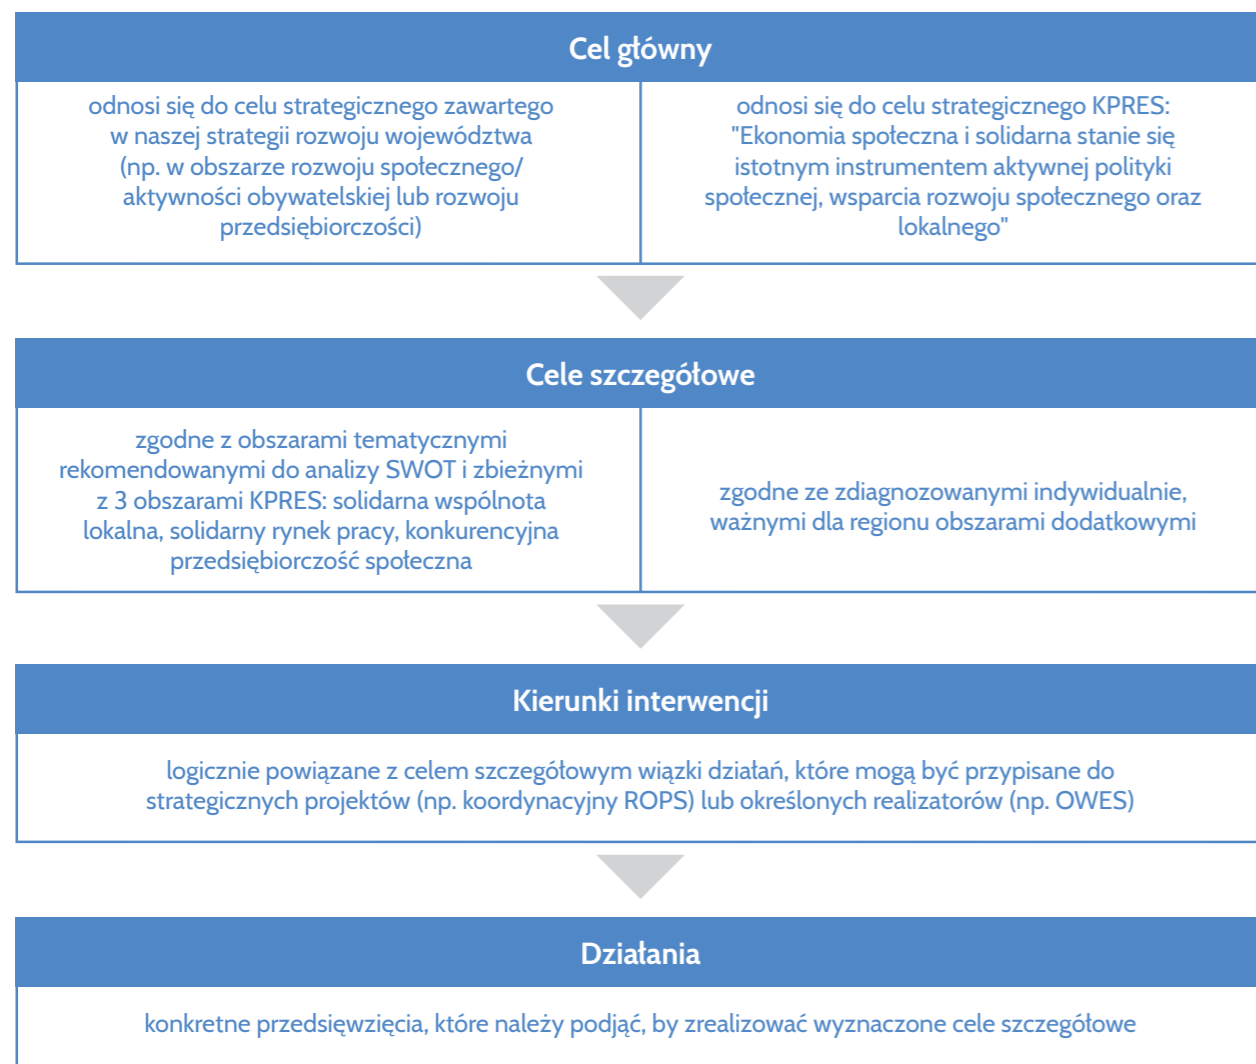 Cel główny
odnosi się do celu strategicznego zawartego
w naszej strategii rozwoju województwa
(np. w obszarze rozwoju społecznego/
aktywności obywatelskiej lub rozwoju
przedsiębiorczości)
odnosi się do celu strategicznego KPRES:
"Ekonomia społeczna i solidarna stanie się
istotnym instrumentem aktywnej polityki
społecznej, wsparcia rozwoju społecznego oraz
lokalnego"
Cele szczegółowe
zgodne z obszarami tematycznymi
rekomendowanymi do analizy SWOT i zbieżnymi
z 3 obszarami KPRES: solidarna wspólnota
lokalna, solidarny rynek pracy, konkurencyjna
przedsiębiorczość społeczna
zgodne ze zdiagnozowanymi indywidualnie,
ważnymi dla regionu obszarami dodatkowymi
Kierunki interwencji
logicznie powiązane z celem szczegółowym wiązki działań, które mogą być przypisane do
strategicznych projektów (np. koordynacyjny ROPS) lub określonych realizatorów (np. OWES)
Działania
konkretne przedsięwzięcia, które należy podjąć, by zrealizować wyznaczone cele szczegółowe